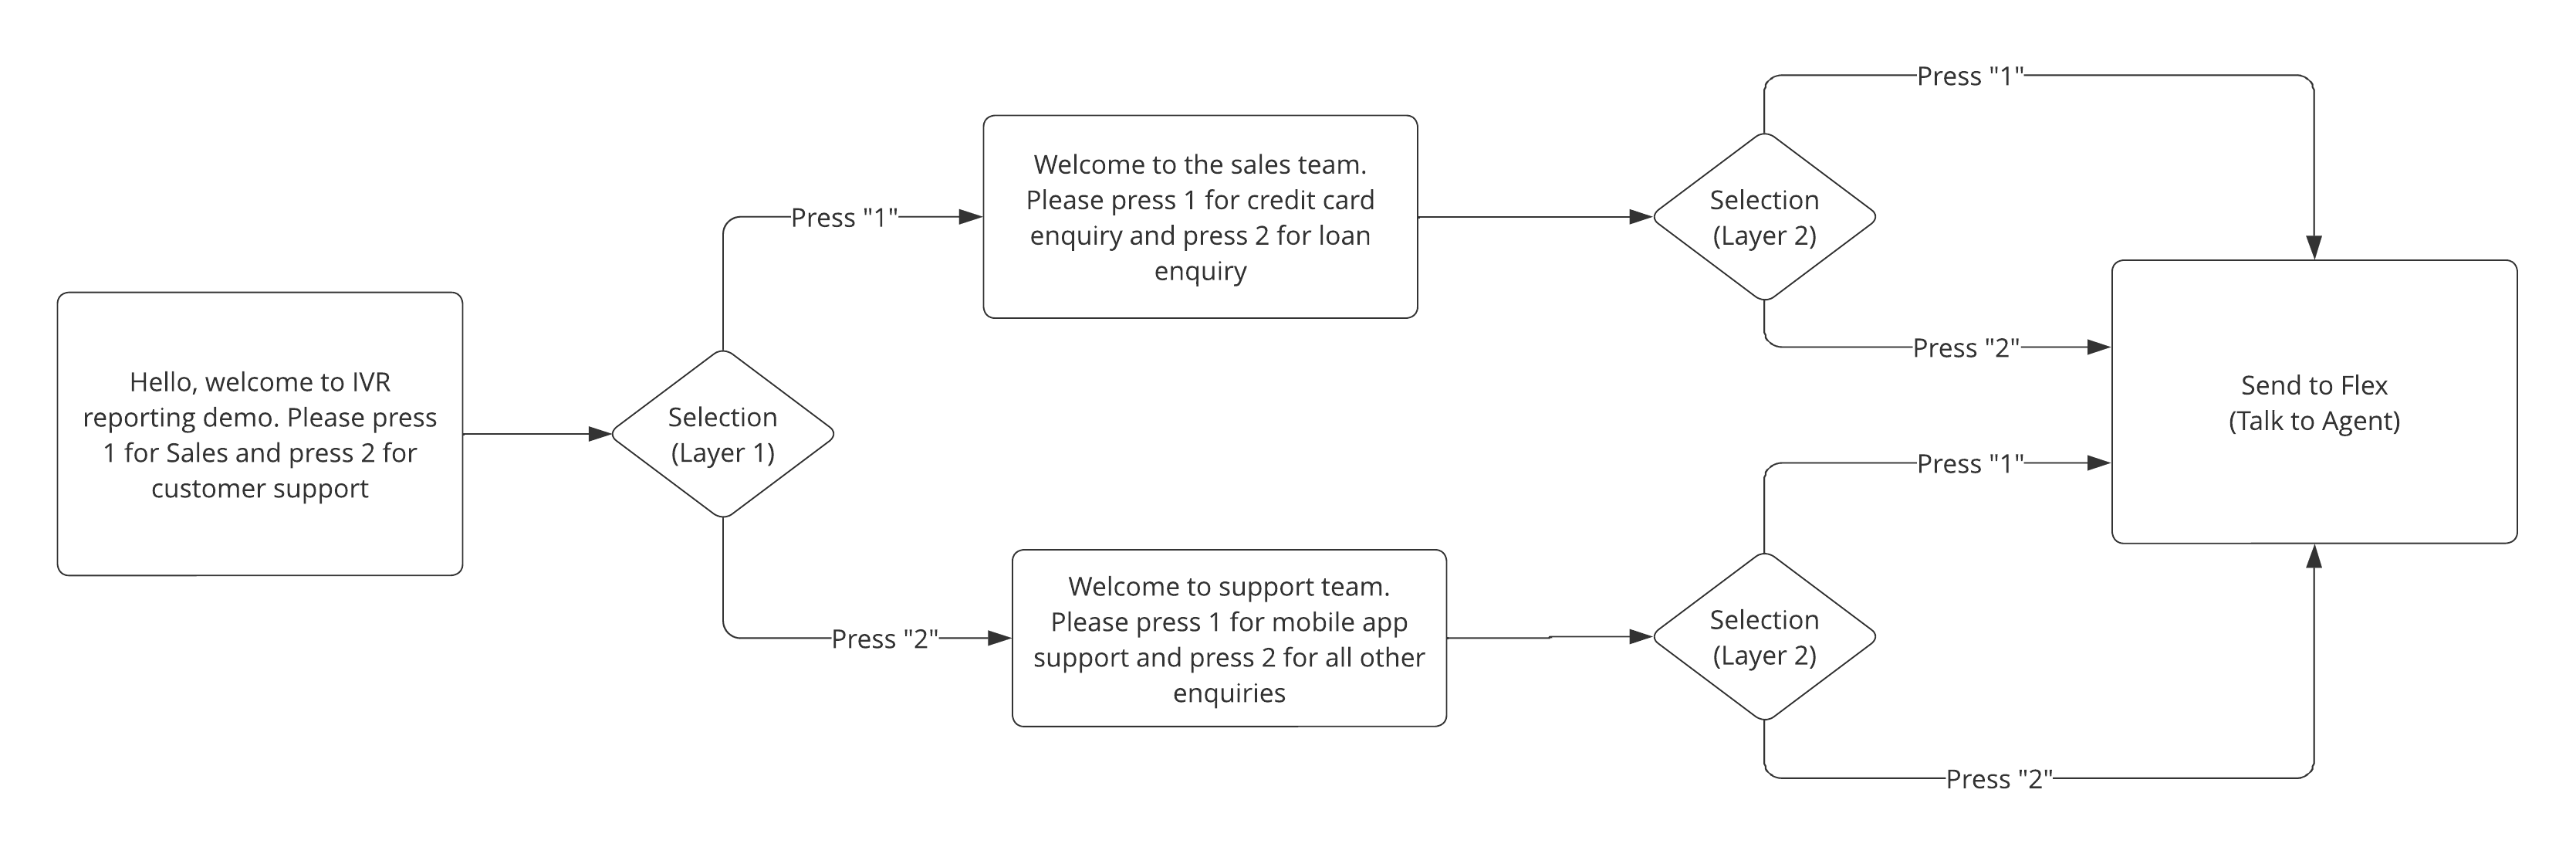 Hello, welcome to IVR
reporting demo. Please press
1 for Sales and press 2 for
customer support
Selection
(Layer 1)
Press "1"
Welcome to the sales team.
Please press 1 for credit card
enquiry and press 2 for loan
enquiry
Selection
(Layer 2)
Press "1"
Press "2"
Press "2"
Welcome to support team.
Please press 1 for mobile app
support and press 2 for all other
enquiries
Selection
(Layer 2)
Press "1"
Press "2"
Send to Flex
(Talk to Agent)